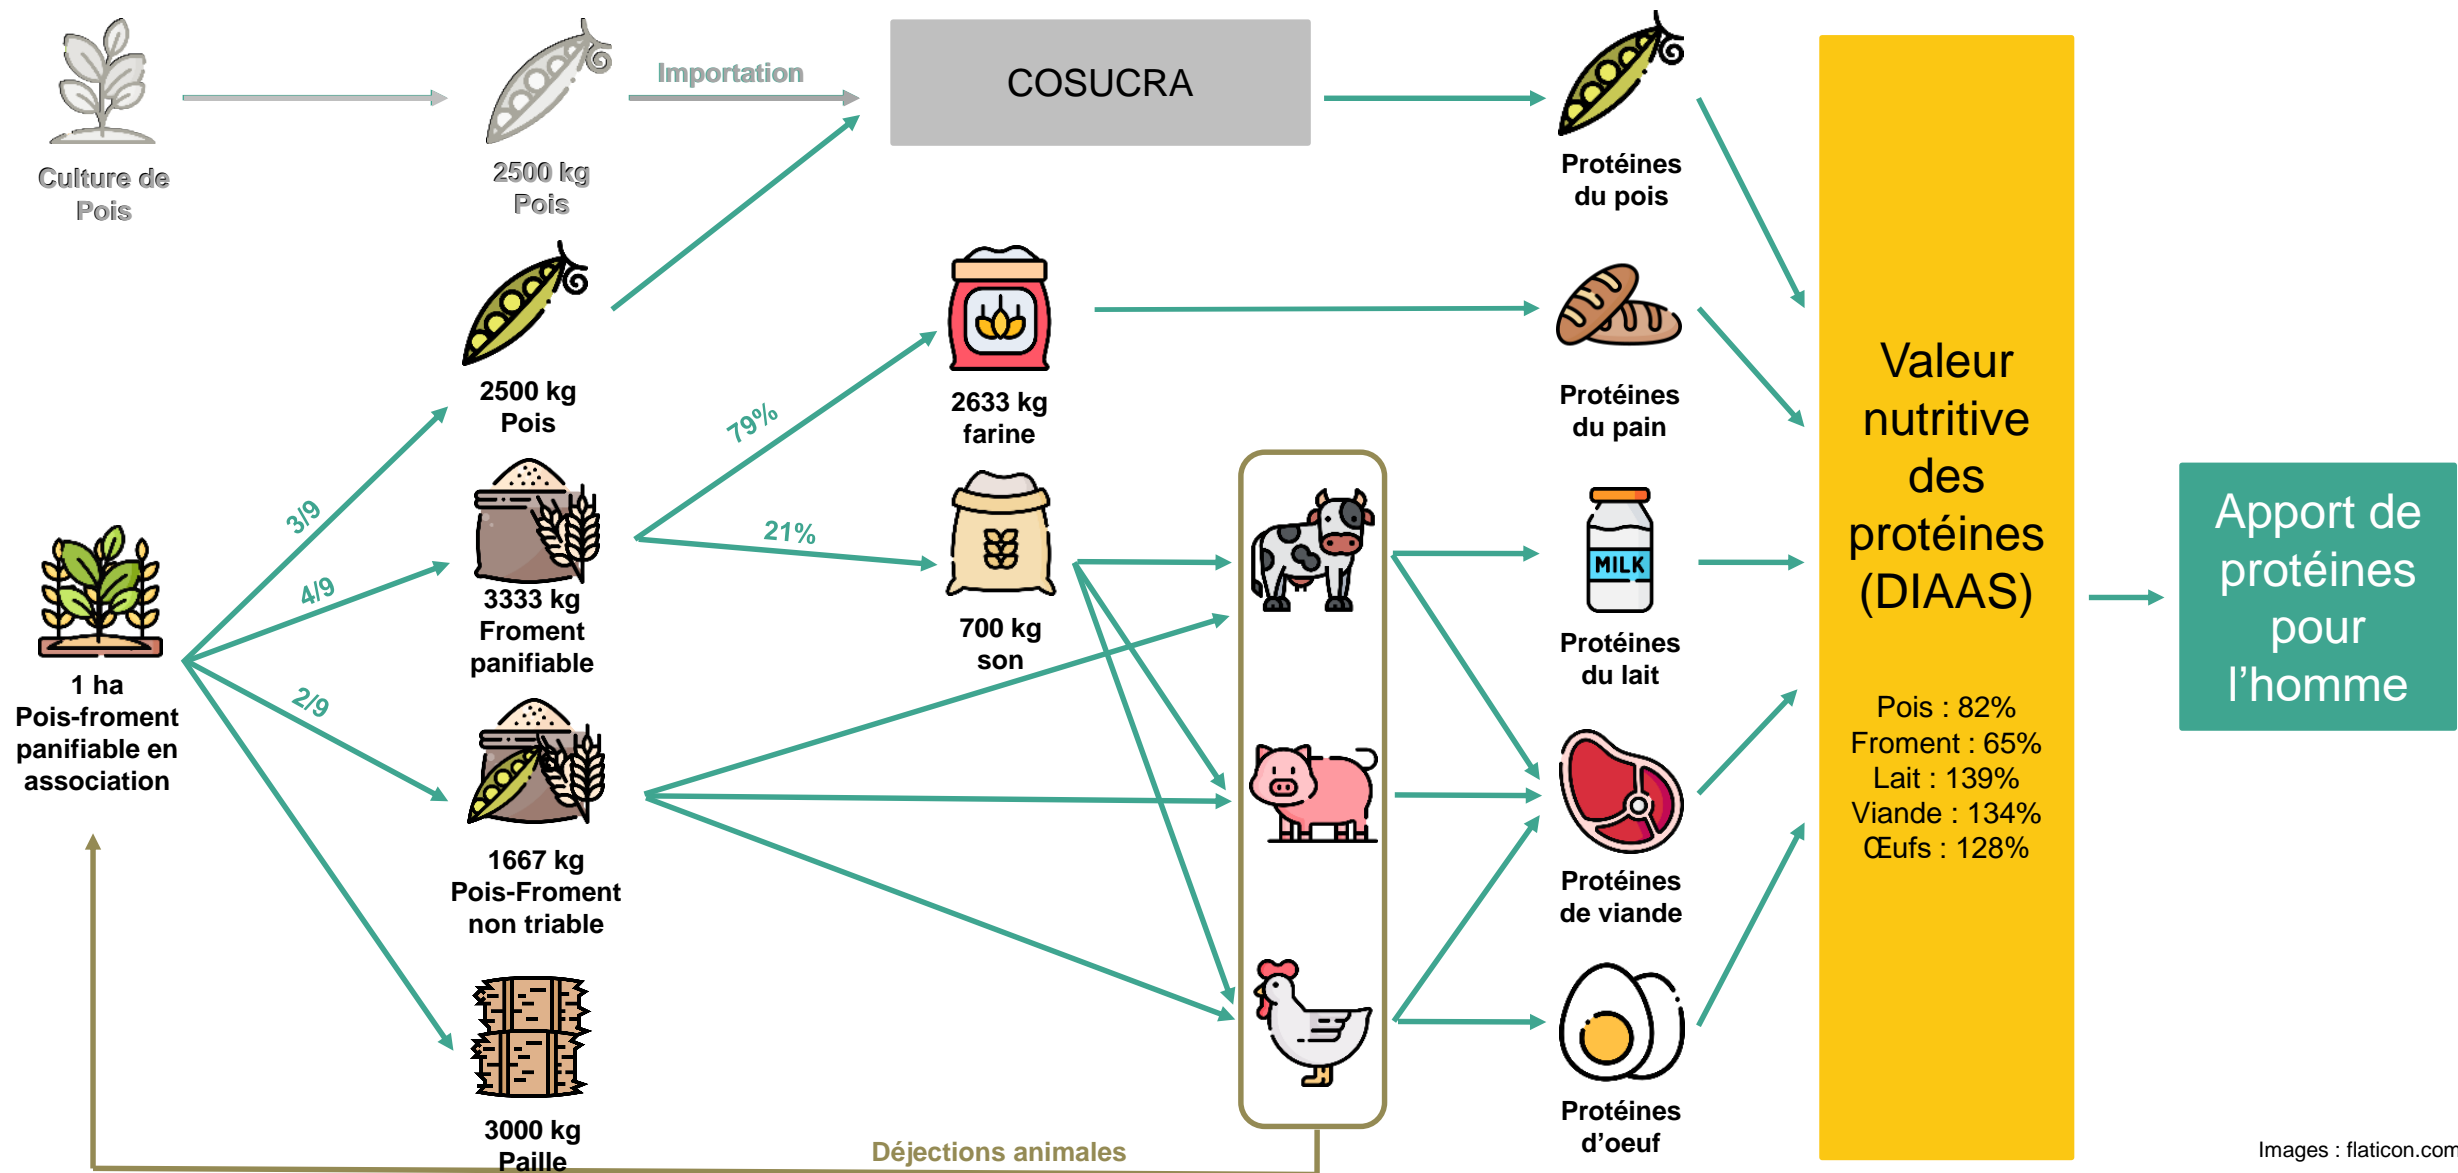 Culture de
Pois
2500 kg
Pois
Importation
COSUCRA
Protéines
du pois
2500 kg
Pois
2633 kg
farine
Protéines
du pain
79%
21%
3/9
4/9
2/9
3333 kg
Froment
panifiable
700 kg
son
MILK
Protéines
du lait
1 ha
Pois-froment
panifiable en
association
1667 kg
Pois-Froment
non triable
Protéines
de viande
3000 kg
Paille
Protéines
d'oeuf
Déjections animales
Valeur
nutritive
des
protéines
(DIAAS)
Pois : 82%
Froment : 65%
Lait : 139%
Viande : 134%
Œufs : 128%
Apport de
protéines
pour
l'homme
Images : flaticon.com